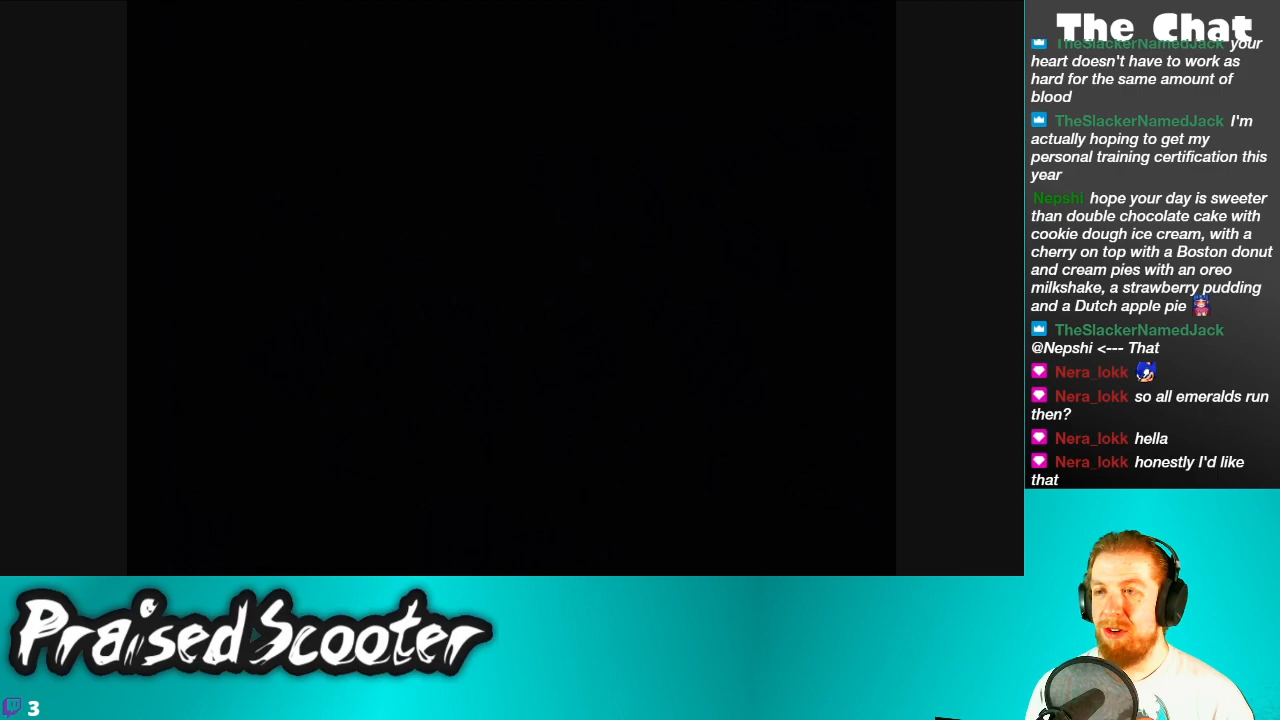 The Chat
TheSlackerNamedJack your
heart doesn't have to work as
hard for the same amount of
blood
TheSlackerNamedJack I'm
actually hoping to get my
personal training certification this
year
Nepshi hope your day is sweeter
than double chocolate cake with
cookie dough ice cream, with a
cherry on top with a Boston donut
and cream pies with an oreo
milkshake, a strawberry pudding
and a Dutch apple pie
TheSlackerNamedJack
@Nepshi <--- That
Nera_lokk
Nera_lokk so all emeralds run
then?
Nera_lokk hella
Nera_lokk honestly I'd like
that
PraisedScooter
3